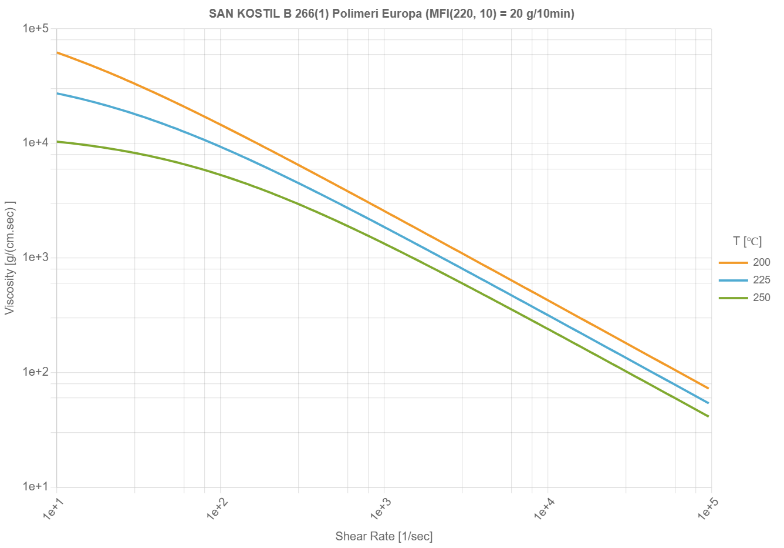 SAN KOSTIL B 266(1) Polimeri Europa (MFI(220, 10) = 20 g/10min)
1e+5
1e+4
1e+3
1e+2
1e+1
Viscosity [g/(cm.sec) ]
1e+1
1e+2
1e+3
1e+4
1e+5
Shear Rate [1/sec]
T [°C]
200
225
250